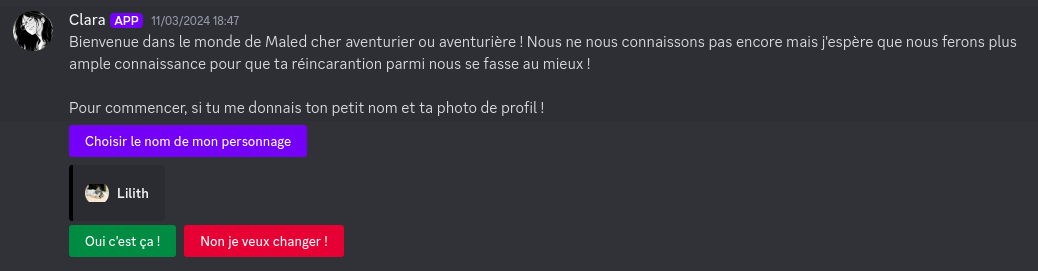 Clara APP 11/03/2024 18:47
Bienvenue dans le monde de Maled cher aventurier ou aventurière ! Nous ne nous connaissons pas encore mais j'espère que nous ferons plus
ample connaissance pour que ta réincarantion parmi nous se fasse au mieux !
Pour commencer, si tu me donnais ton petit nom et ta photo de profil !
Choisir le nom de mon personnage
Lilith
Oui c'est ça ! Non je veux changer !